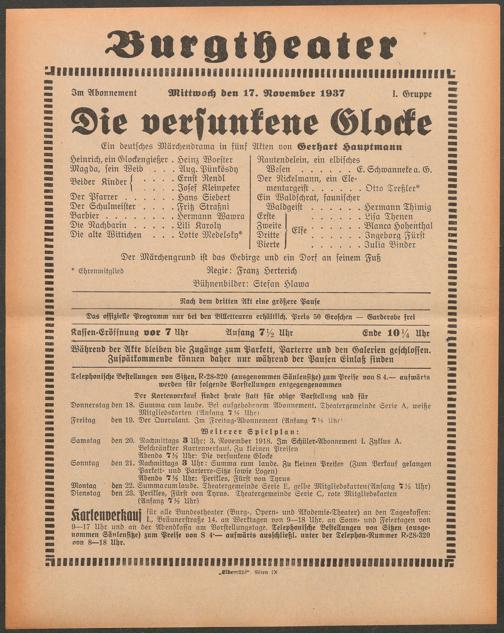 Burgtheater
Im Abonnement Mittwoch den 17. November 1937 I. Gruppe
Die versunkene Glocke
Ein deutsches Märchendrama in fünf Akten von Gerhart Hauptmann
Heinrich, ein Glockengießer . Heinz Woester
Magda, sein Weib . . . Aug. Pünkösdy
Beider Kinder { . . . . Ernst Rendl
. . . . Josef Kleinpeter
Der Pfarrer . . . . . Hans Siebert
Der Schulmeister . . . Fritz Straßni
Barbier . . . . . . Hermann Wawra
Die Nachbarin . . . . Lili Karoly
Die alte Wittichen . . . Lotte Medelsky*
Rautendelein, ein elbisches
Wesen . . . . . . E. Schwanneke a. G.
Der Nickelmann, ein Ele-
mentargeist . . . . . Otto Treßler*
Ein Waldschrat, faunischer
Waldgeist . . . . . Hermann Thimig
Erste } Elfe . . . . Lisa Thenen
Zweite . . . . Blanca Hohenthal
Dritte . . . . Ingeborg Fürst
Vierte . . . . Julia Binder
Der Märchengrund ist das Gebirge und ein Dorf an seinem Fuß
* Ehrenmitglied Regie: Franz Herterich
Bühnenbilder: Stefan Hlawa
Nach dem dritten Akt eine größere Pause
Das offizielle Programm nur bei den Billetteuren erhältlich. Preis 50 Groschen — Garderobe frei
Kassen-Eröffnung vor 7 Uhr Anfang 7½ Uhr Ende 10¼ Uhr
Während der Akte bleiben die Zugänge zum Parkett, Parterre und den Galerien geschlossen.
Zuspätkommende können daher nur während der Pausen Einlaß finden
Telephonische Bestellungen von Sitzen, R-28-320 (ausgenommen Säulensitze) zum Preise von S 4.— aufwärts
werden für folgende Vorstellungen entgegengenommen
Der Kartenverkauf findet heute statt für obige Vorstellung und für
Donnerstag den 18. Summa cum laude. Bei aufgehobenem Abonnement. Theatergemeinde Serie A, weiße
Mitgliedskarten (Anfang 7½ Uhr)
Freitag den 19. Der Querulant. Im Freitag-Abonnement (Anfang 7½ Uhr)
Weiterer Spielplan:
Samstag den 20. Nachmittags 3 Uhr: 3. November 1918. Im Schüler-Abonnement I. Zyklus A.
Beschränkter Kartenverkauf. Zu kleinen Preisen
Abends 7½ Uhr: Die versunkene Glocke
Sonntag den 21. Nachmittags 3 Uhr: Summa cum laude. Zu kleinen Preisen (Zum Verkauf gelangen
Parkett- und Parterre-Sitze sowie Logen)
Abends 7½ Uhr: Perikles, Fürst von Tyrus
Montag den 22. Summa cum laude. Theatergemeinde Serie E, gelbe Mitgliedskarten (Anfang 7½ Uhr)
Dienstag den 23. Perikles, Fürst von Tyrus. Theatergemeinde Serie C, rote Mitgliedskarten
(Anfang 7½ Uhr)
Kartenverkauf für alle Bundestheater (Burg-, Opern- und Akademie-Theater) an den Tageskassen:
I., Bräunerstraße 14, an Werktagen von 9—18 Uhr, an Sonn- und Feiertagen von
9—17 Uhr und an der Abendkassa am Vorstellungstage. Telephonische Bestellungen von Sitzen (ausge-
nommen Säulensitze) zum Preise von S 4— aufwärts ausschließl. unter der Telephon-Nummer R-28-320
von 8—18 Uhr.
„Elbemühl“, Wien IX